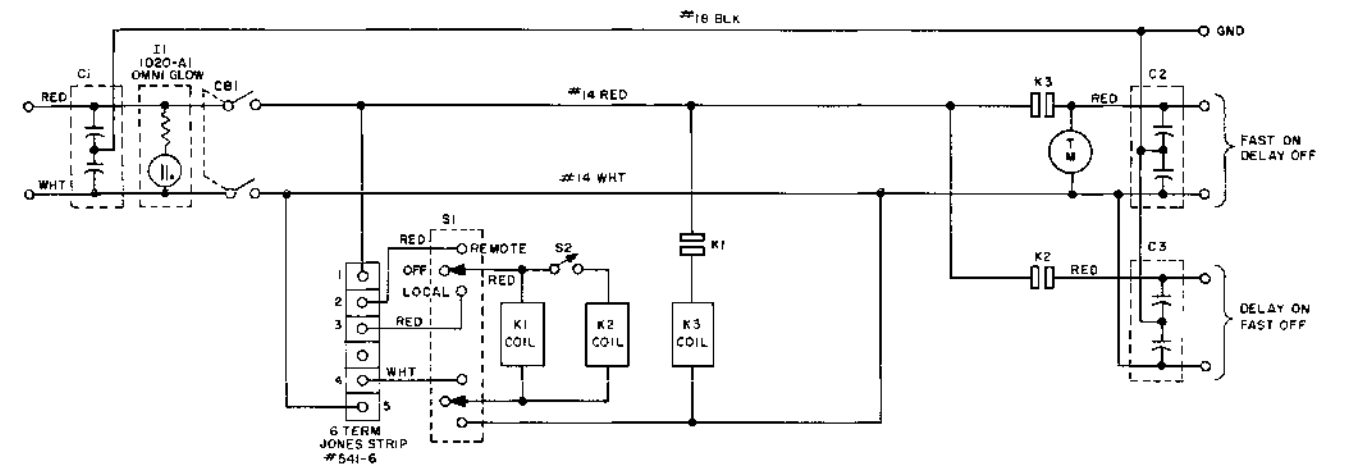 #18 BLK
GND
I1
1020-A1
OMNI GLOW
C1
CB1
RED
#14 RED
K3
RED
C2
T
M
FAST ON
DELAY OFF
WHT
#14 WHT
S1
RED
REMOTE
S2
K1
C3
1
OFF
RED
K2
RED
2
LOCAL
3
RED
K1
COIL
K2
COIL
K3
COIL
DELAY ON
FAST OFF
4
WHT
5
6 TERM
JONES STRIP
#541-6